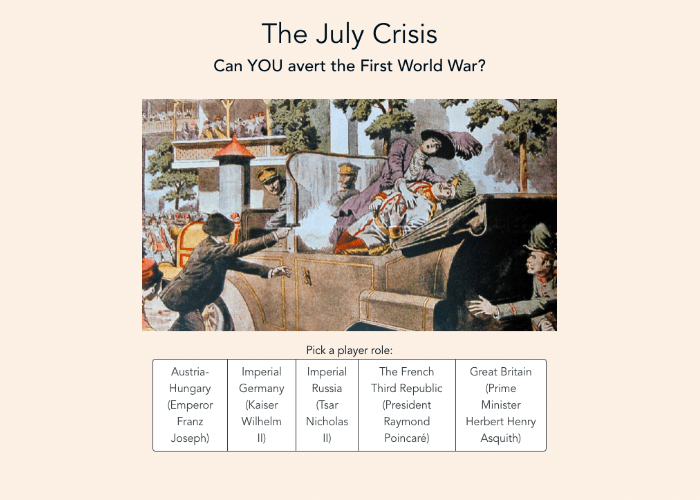 The July Crisis
Can YOU avert the First World War?
Pick a player role:
Austria-
Hungary
(Emperor
Franz
Joseph)
Imperial
Germany
(Kaiser
Wilhelm
II)
Imperial
Russia
(Tsar
Nicholas
II)
The French
Third Republic
(President
Raymond
Poincaré)
Great Britain
(Prime
Minister
Herbert Henry
Asquith)